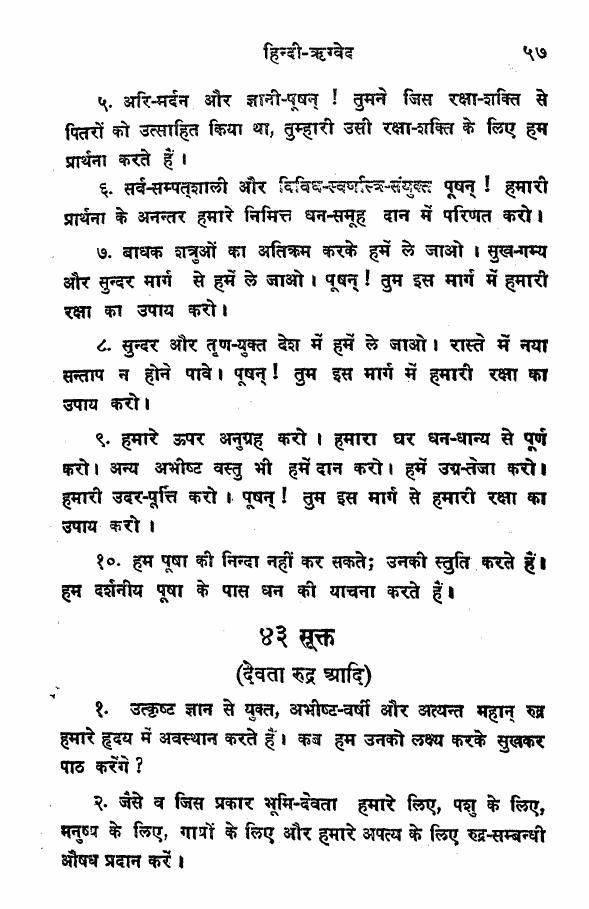 हिन्दी-ऋग्वेद ५७
५. अरि-मर्दन और ज्ञानी-पूषन् ! तुमने जिस रक्षा-शक्ति से
पितरों को उत्साहित किया था, तुम्हारी उसी रक्षा-शक्ति के लिए हम
प्रार्थना करते हैं ।
६. सर्व-सम्पत्शाली और विविध-स्वर्णास्त्र-संयुक्त पूषन् ! हमारी
प्रार्थना के अनन्तर हमारे निमित्त धन-समूह दान में परिणत करो।
७. बाधक शत्रुओं का अतिक्रम करके हमें ले जाओ । सुख-गम्य
और सुन्दर मार्ग से हमें ले जाओ। पूषन् ! तुम इस मार्ग में हमारी
रक्षा का उपाय करो।
८. सुन्दर और तृण-युक्त देश में हमें ले जाओ। रास्ते में नया
सन्ताप न होने पावे। पूषन् ! तुम इस मार्ग में हमारी रक्षा का
उपाय करो।
९. हमारे ऊपर अनुग्रह करो । हमारा घर धन-धान्य से पूर्ण
करो। अन्य अभीष्ट वस्तु भी हमें दान करो। हमें उग्र-तेजा करो।
हमारी उदर-पूर्त्ति करो । पूषन् ! तुम इस मार्ग से हमारी रक्षा का
उपाय करो ।
१०. हम पूषा की निन्दा नहीं कर सकते; उनकी स्तुति करते हैं।
हम दर्शनीय पूषा के पास धन की याचना करते हैं।
४३ सूक्त
(देवता रुद्र आदि)
१. उत्कृष्ट ज्ञान से युक्त, अभीष्ट-वर्षी और अत्यन्त महान् रुद्र
हमारे हृदय में अवस्थान करते हैं। कब हम उनको लक्ष्य करके सुखकर
पाठ करेंगे ?
२. जैसे व जिस प्रकार भूमि-देवता हमारे लिए, पशु के लिए,
मनुष्य के लिए, गायों के लिए और हमारे अपत्य के लिए रुद्र-सम्बन्धी
औषध प्रदान करें ।